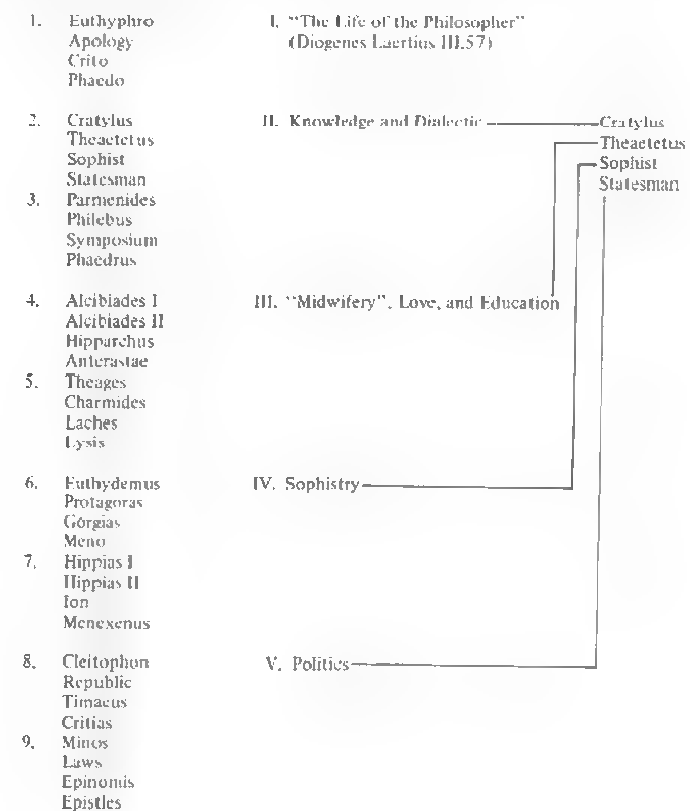 1. Euthyphro I. "The Life of the Philosopher"
Apology (Diogenes Laertius III.57)
Crito
Phaedo
2. Cratylus II. Knowledge and Dialectic Cratylus
Theaetetus Theaetetus
Sophist Sophist
Statesman Statesman
3. Parmenides
Philebus
Symposium
Phaedrus
4. Alcibiades I III. "Midwifery", Love, and Education
Alcibiades II
Hipparchus
Anterastae
5. Theages
Charmides
Laches
Lysis
6. Euthydemus IV. Sophistry
Protagoras
Gorgias
Meno
7. Hippias I
Hippias II
Ion
Menexenus
8. Cleitophon V. Politics
Republic
Timaeus
Critias
9. Minos
Laws
Epinomis
Epistles